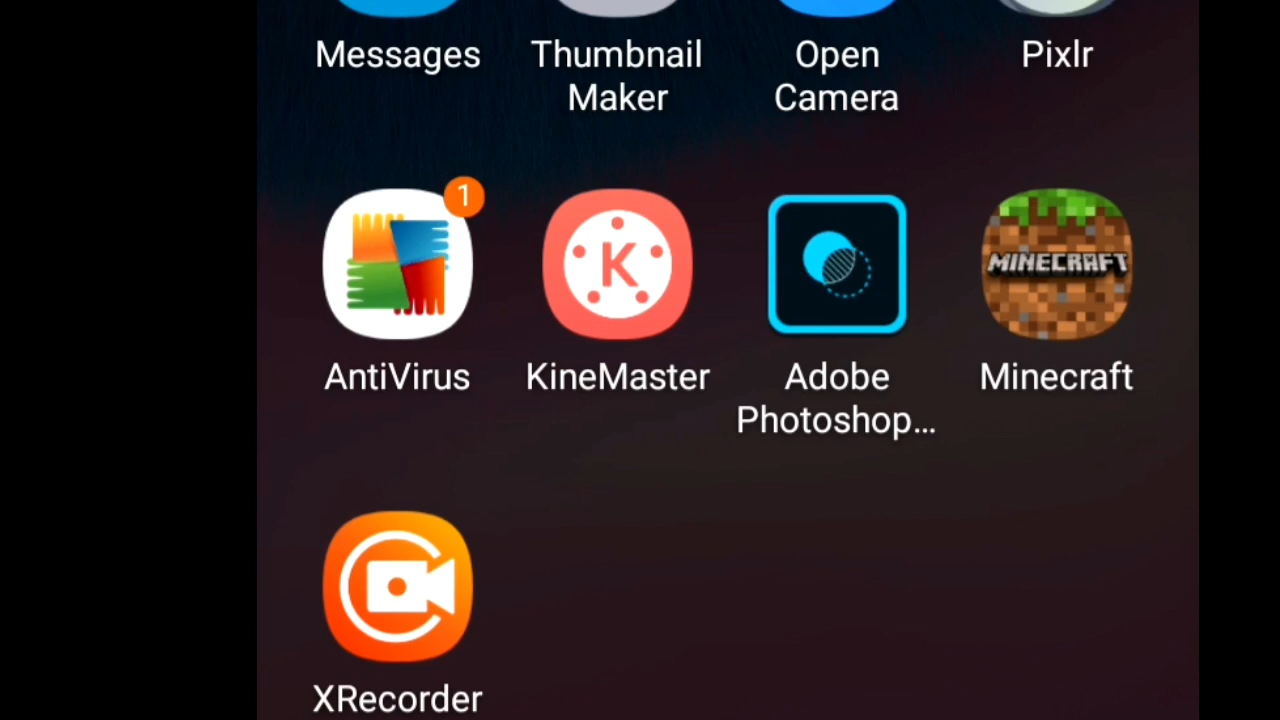 Messages
Thumbnail
Maker
Open
Camera
Pixlr
1
K
MINECRAFT
AntiVirus
KineMaster
Adobe
Photoshop...
Minecraft
XRecorder